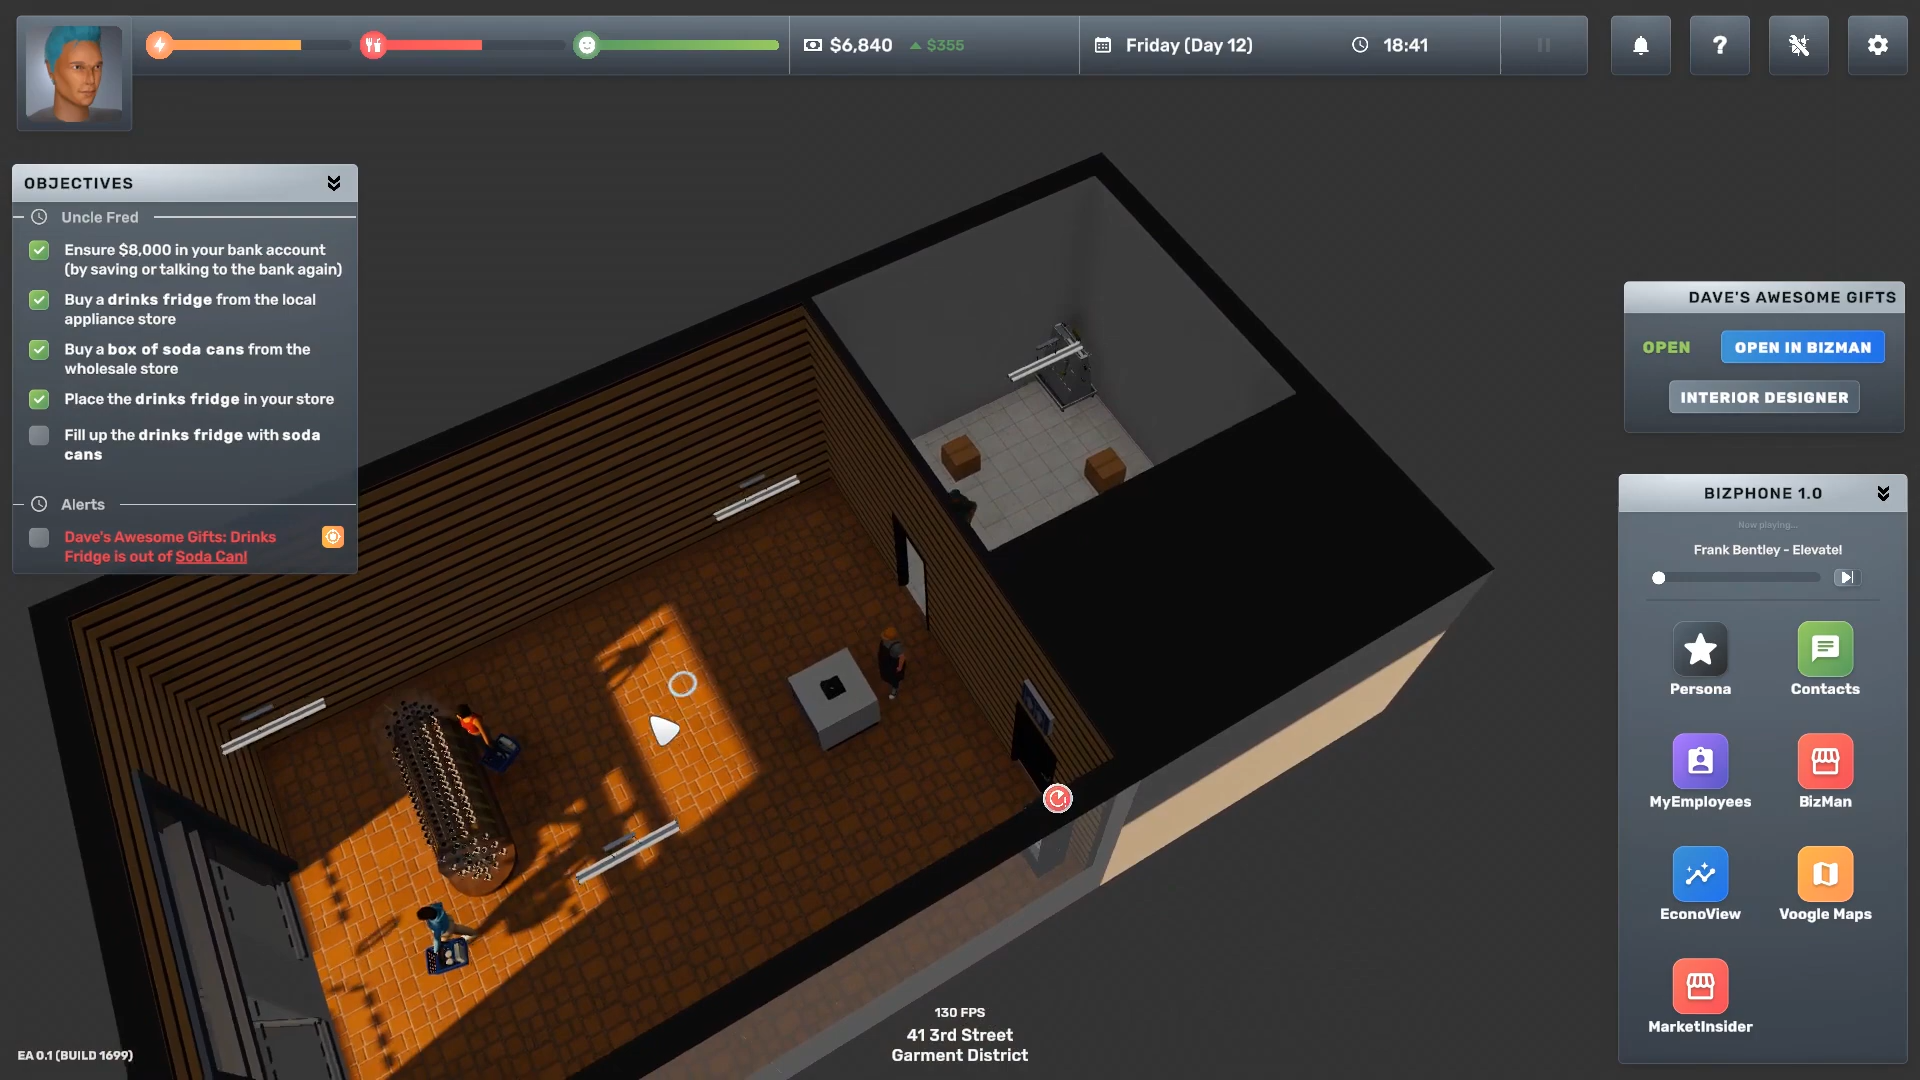 $6,840
$355
Friday (Day 12)
18:41
OBJECTIVES
Uncle Fred
Ensure $8,000 in your bank account
(by saving or talking to the bank again)
Buy a drinks fridge from the local
appliance store
Buy a box of soda cans from the
wholesale store
Place the drinks fridge in your store
Fill up the drinks fridge with soda
cans
Alerts
Dave's Awesome Gifts: Drinks
Fridge is out of Soda Can!
DAVE'S AWESOME GIFTS
OPEN
OPEN IN BIZMAN
INTERIOR DESIGNER
BIZPHONE 1.0
Now playing...
Frank Bentley - Elevatel
Persona
Contacts
MyEmployees
BizMan
EconoView
Voogle Maps
MarketInsider
130 FPS
41 3rd Street
Garment District
EA 0.1 (BUILD 1699)